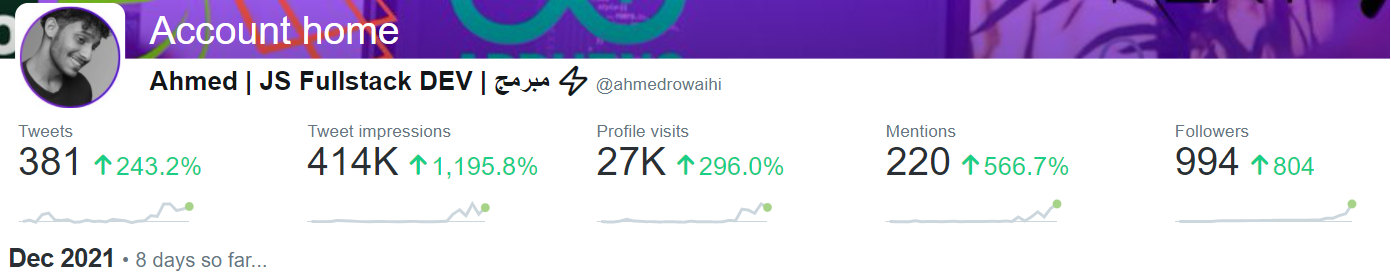 Account home
Ahmed | JS Fullstack DEV | مبرمج @ahmedrowaihi
Tweets
381 ↑243.2%
Tweet impressions
414K ↑1,195.8%
Profile visits
27K ↑296.0%
Mentions
220 ↑566.7%
Followers
994 ↑804
Dec 2021 • 8 days so far...